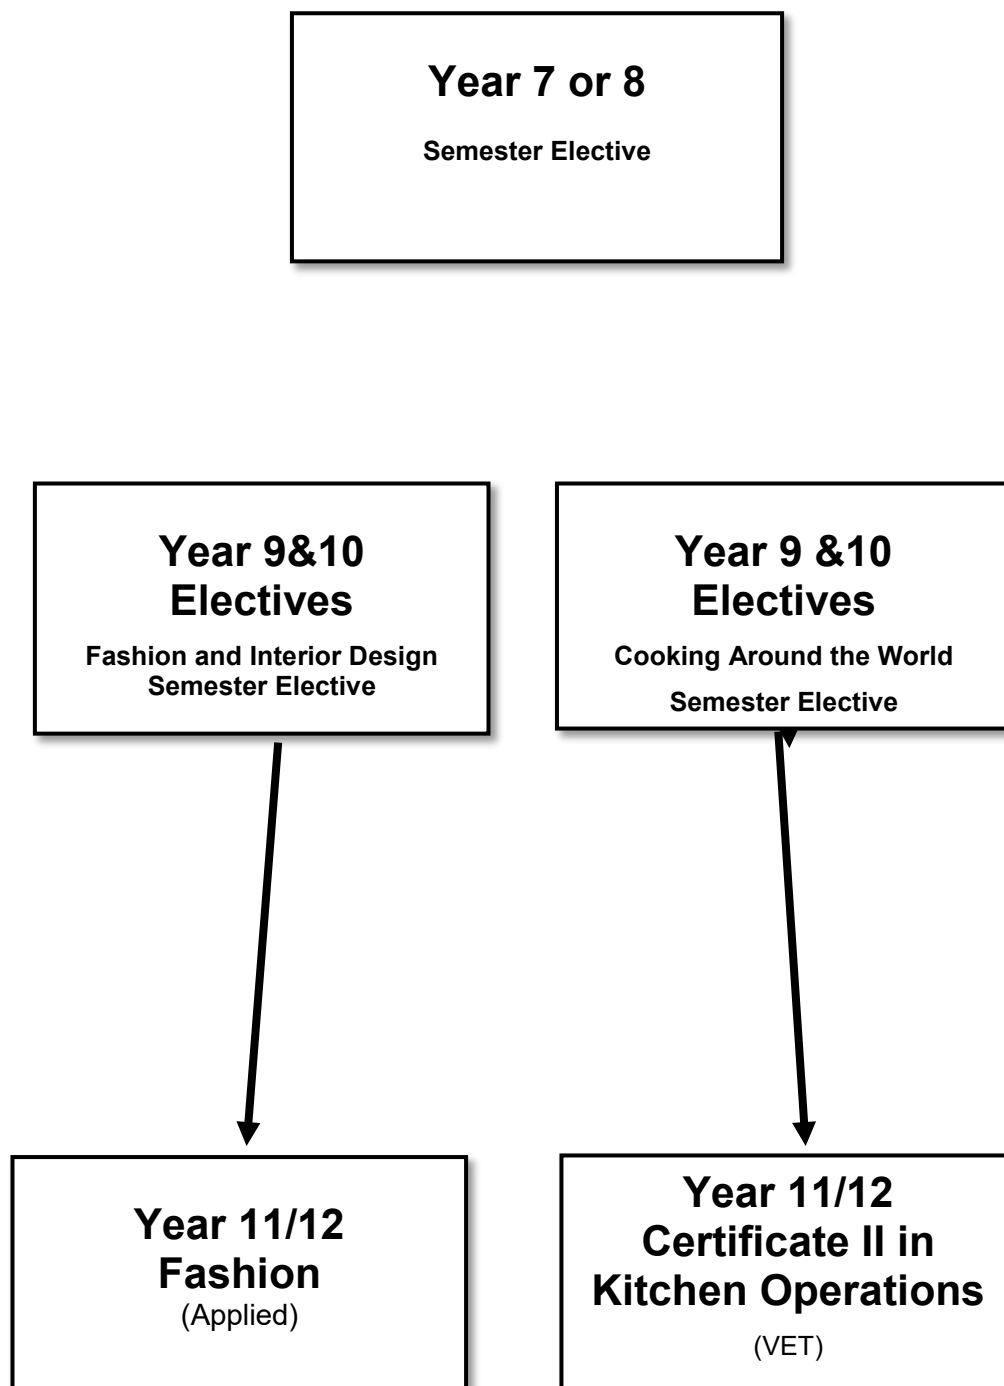 Year 7 or 8
Semester Elective
Year 9&10
Electives
Fashion and Interior Design
Semester Elective
Year 9 &10
Electives
Cooking Around the World
Semester Elective
Year 11/12
Fashion
(Applied)
Year 11/12
Certificate II in
Kitchen Operations
(VET)